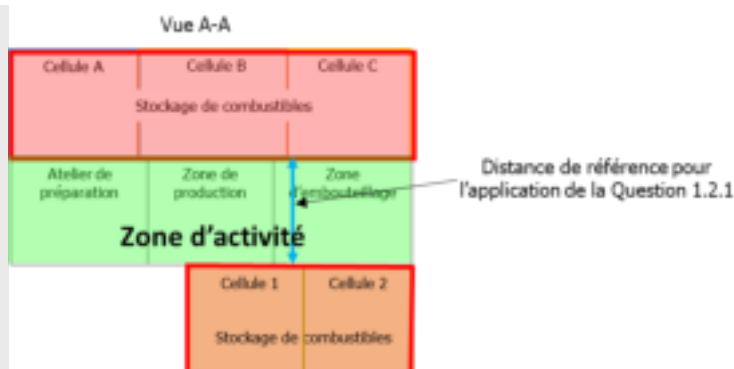 Vue A-A
Cellule A Cellule B Cellule C
Stockage de combustibles
Atelier de Zone de Zone
préparation production d'embouteillage
Distance de référence pour
l'application de la Question 1.2.1
Zone d'activité
Cellule 1 Cellule 2
Stockage de combustibles